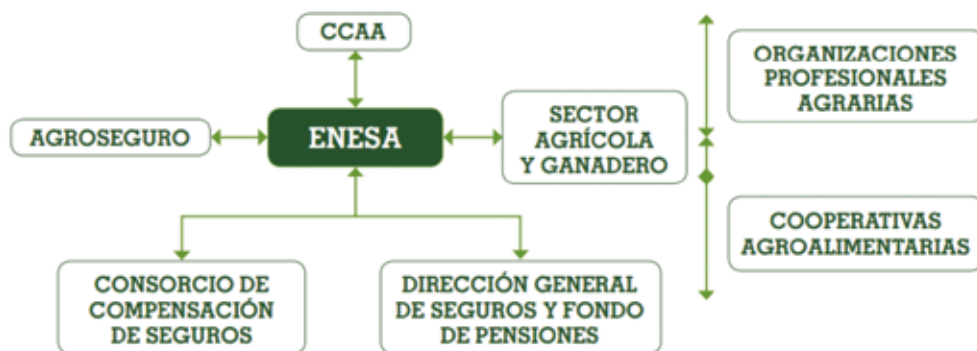 CCAA
ORGANIZACIONES
PROFESIONALES
AGRARIAS
AGROSEGURO
ENESA
SECTOR
AGRÍCOLA
Y GANADERO
COOPERATIVAS
AGROALIMENTARIAS
CONSORCIO DE
COMPENSACIÓN
DE SEGUROS
DIRECCIÓN GENERAL
DE SEGUROS Y FONDO
DE PENSIONES